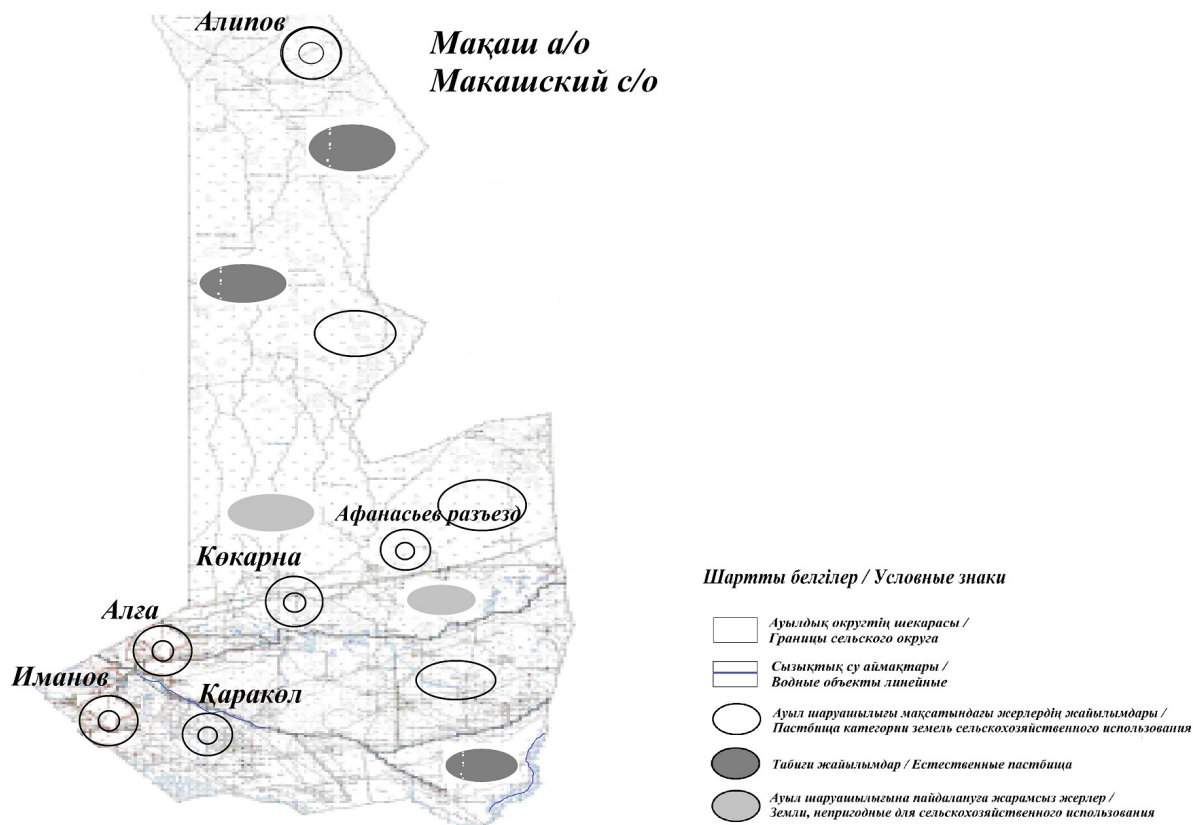 Алипов
Мақаш а/о
Макашский с/о
Афанасьев разъезд
Көкарна
Алға
Иманов
Қаракөл
Шартты белгілер / Условные знаки
Ауылдық округтің шекарасы /
Границы сельского округа
Сызықтық су аймақтары /
Водные объекты линейные
Ауыл шаруашылығы мақсатындағы жерлердің жайылымдары /
Пастбища категории земель сельскохозяйственного использования
Табиғи жайылымдар / Естественные пастбища
Ауыл шаруашылығына пайдалануға жарамсыз жерлер /
Земли, непригодные для сельскохозяйственного использования